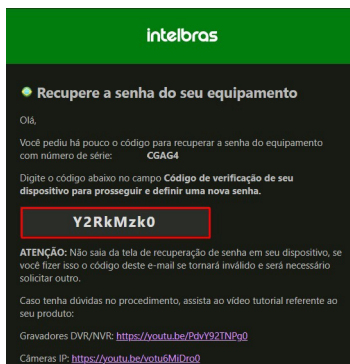 intelbras
Recupere a senha do seu equipamento
Olá,
Você pediu há pouco o código para recuperar a senha do equipamento
com número de série: CGAG4
Digite o código abaixo no campo Código de verificação de seu
dispositivo para prosseguir e definir uma nova senha.
Y2RkMzk0
ATENÇÃO: Não saia da tela de recuperação de senha em seu dispositivo, se
você fizer isso o código deste e-mail se tornará inválido e será necessário
solicitar outro.
Caso tenha dúvidas no procedimento, assista ao vídeo tutorial referente ao
seu produto:
Gravadores DVR/NVR: https://youtu.be/PdvY92TNPg0
Câmeras IP: https://youtu.be/votu6MiDro0